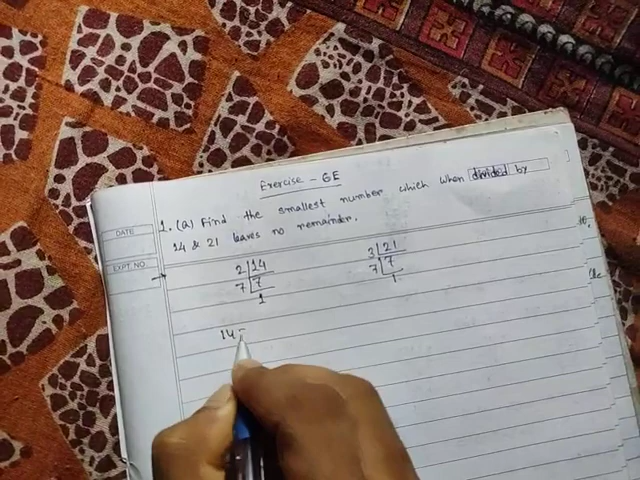 Exercise - 6E
DATE
1. (a) Find the smallest number which when divided by
14 & 21 leaves no remainder.
EXPT. NO
2 14
7 7
1
3 21
7 7
1
14 =